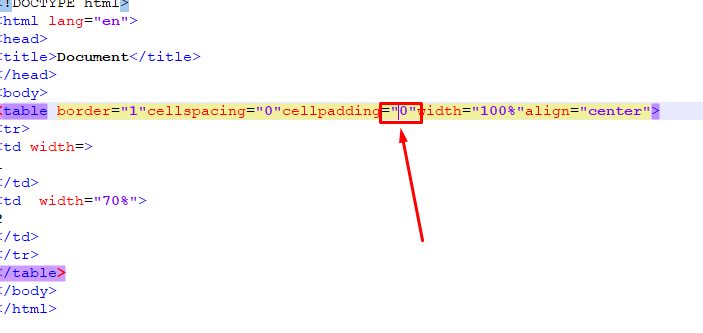 <!DOCTYPE html>
<html lang="en">
<head>
<title>Document</title>
</head>
<body>
<table border="1"cellspacing="0"cellpadding="0"width="100%"align="center">
<tr>
<td width=>
</td>
<td  width="70%">
2
</td>
</tr>
</table>
</body>
</html>